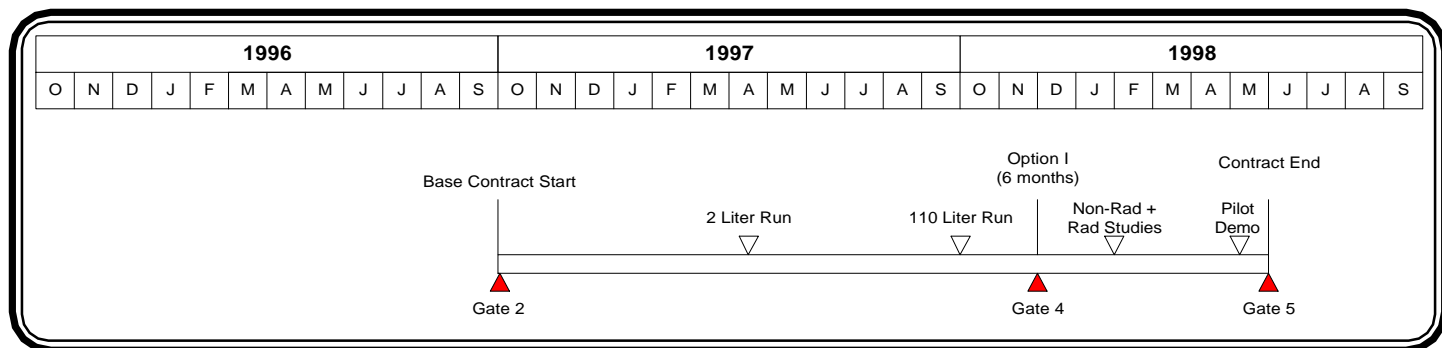 1996 1997 1998
O N D J F M A M J J A S O N D J F M A M J J A S O N D J F M A M J J A S
Option I
(6 months)
Contract End
Base Contract Start
2 Liter Run
110 Liter Run
Non-Rad +
Rad Studies
Pilot
Demo
Gate 2
Gate 4
Gate 5